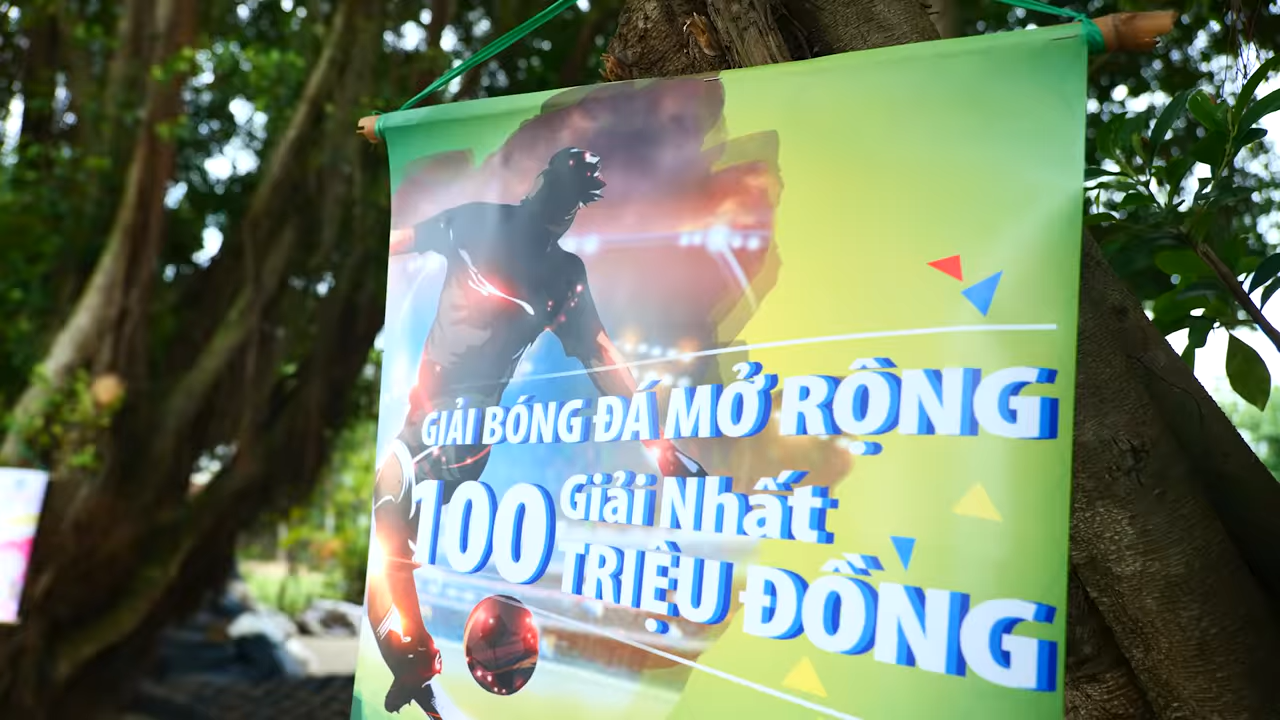 GIẢI BÓNG ĐÁ MỞ RỘNG
Giải Nhất
100 TRIỆU ĐỒNG